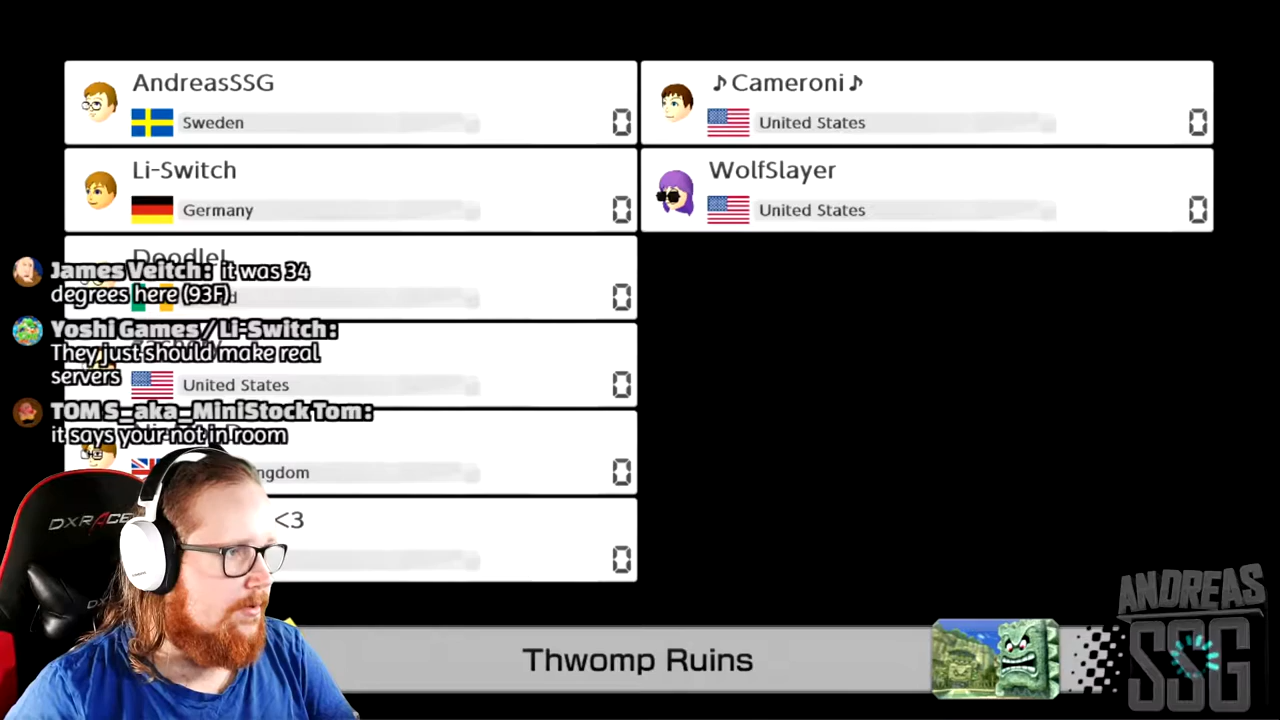 AndreasSSG
Sweden
0
♪Cameroni♪
United States
0
Li-Switch
Germany
0
WolfSlayer
United States
0
0
James Veitch: it was 34
degrees here (93F)
Yoshi Games / Li-Switch:
They just should make real
servers
United States
0
TOM S_aka_MiniStock Tom:
it says your not in room
ngdom
0
<3
0
DXRACE
Thwomp Ruins
ANDREAS
SSG